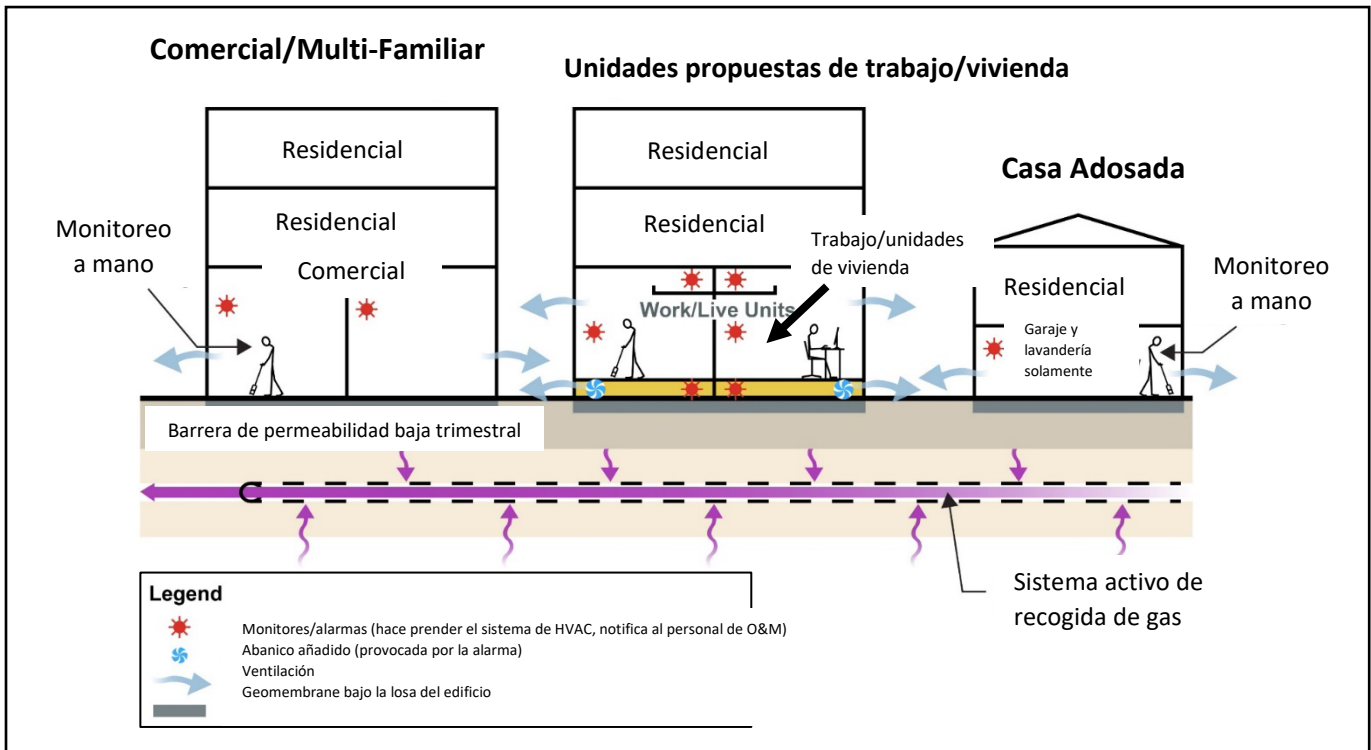 Comercial/Multi-Familiar
Unidades propuestas de trabajo/vivienda
Casa Adosada
Residencial
Residencial
Comercial
Monitoreo
a mano
Residencial
Residencial
Trabajo/unidades
de vivienda
Work/Live Units
Residencial
Garaje y
lavandería
solamente
Monitoreo
a mano
Barrera de permeabilidad baja trimestral
Sistema activo de
recogida de gas
Legend
Monitores/alarmas (hace prender el sistema de HVAC, notifica al personal de O&M)
Abanico añadido (provocada por la alarma)
Ventilación
Geomembrane bajo la losa del edificio